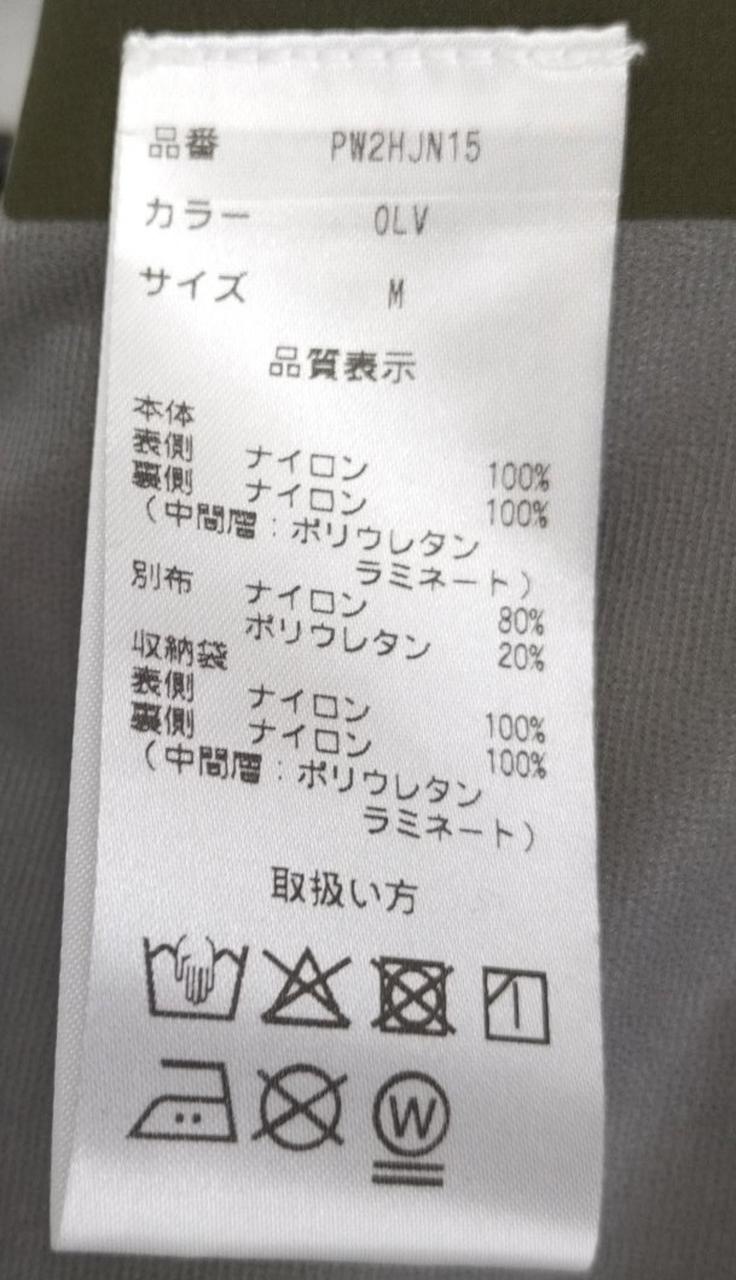 品番 PW2HJN15
カラー OLV
サイズ M
品質表示
本体
表側 ナイロン 100%
裏側 ナイロン 100%
(中間層:ポリウレタン
ラミネート)
別布 ナイロン 80%
ポリウレタン 20%
収納袋
表側 ナイロン 100%
裏側 ナイロン 100%
(中間層:ポリウレタン
ラミネート)
取扱い方
W